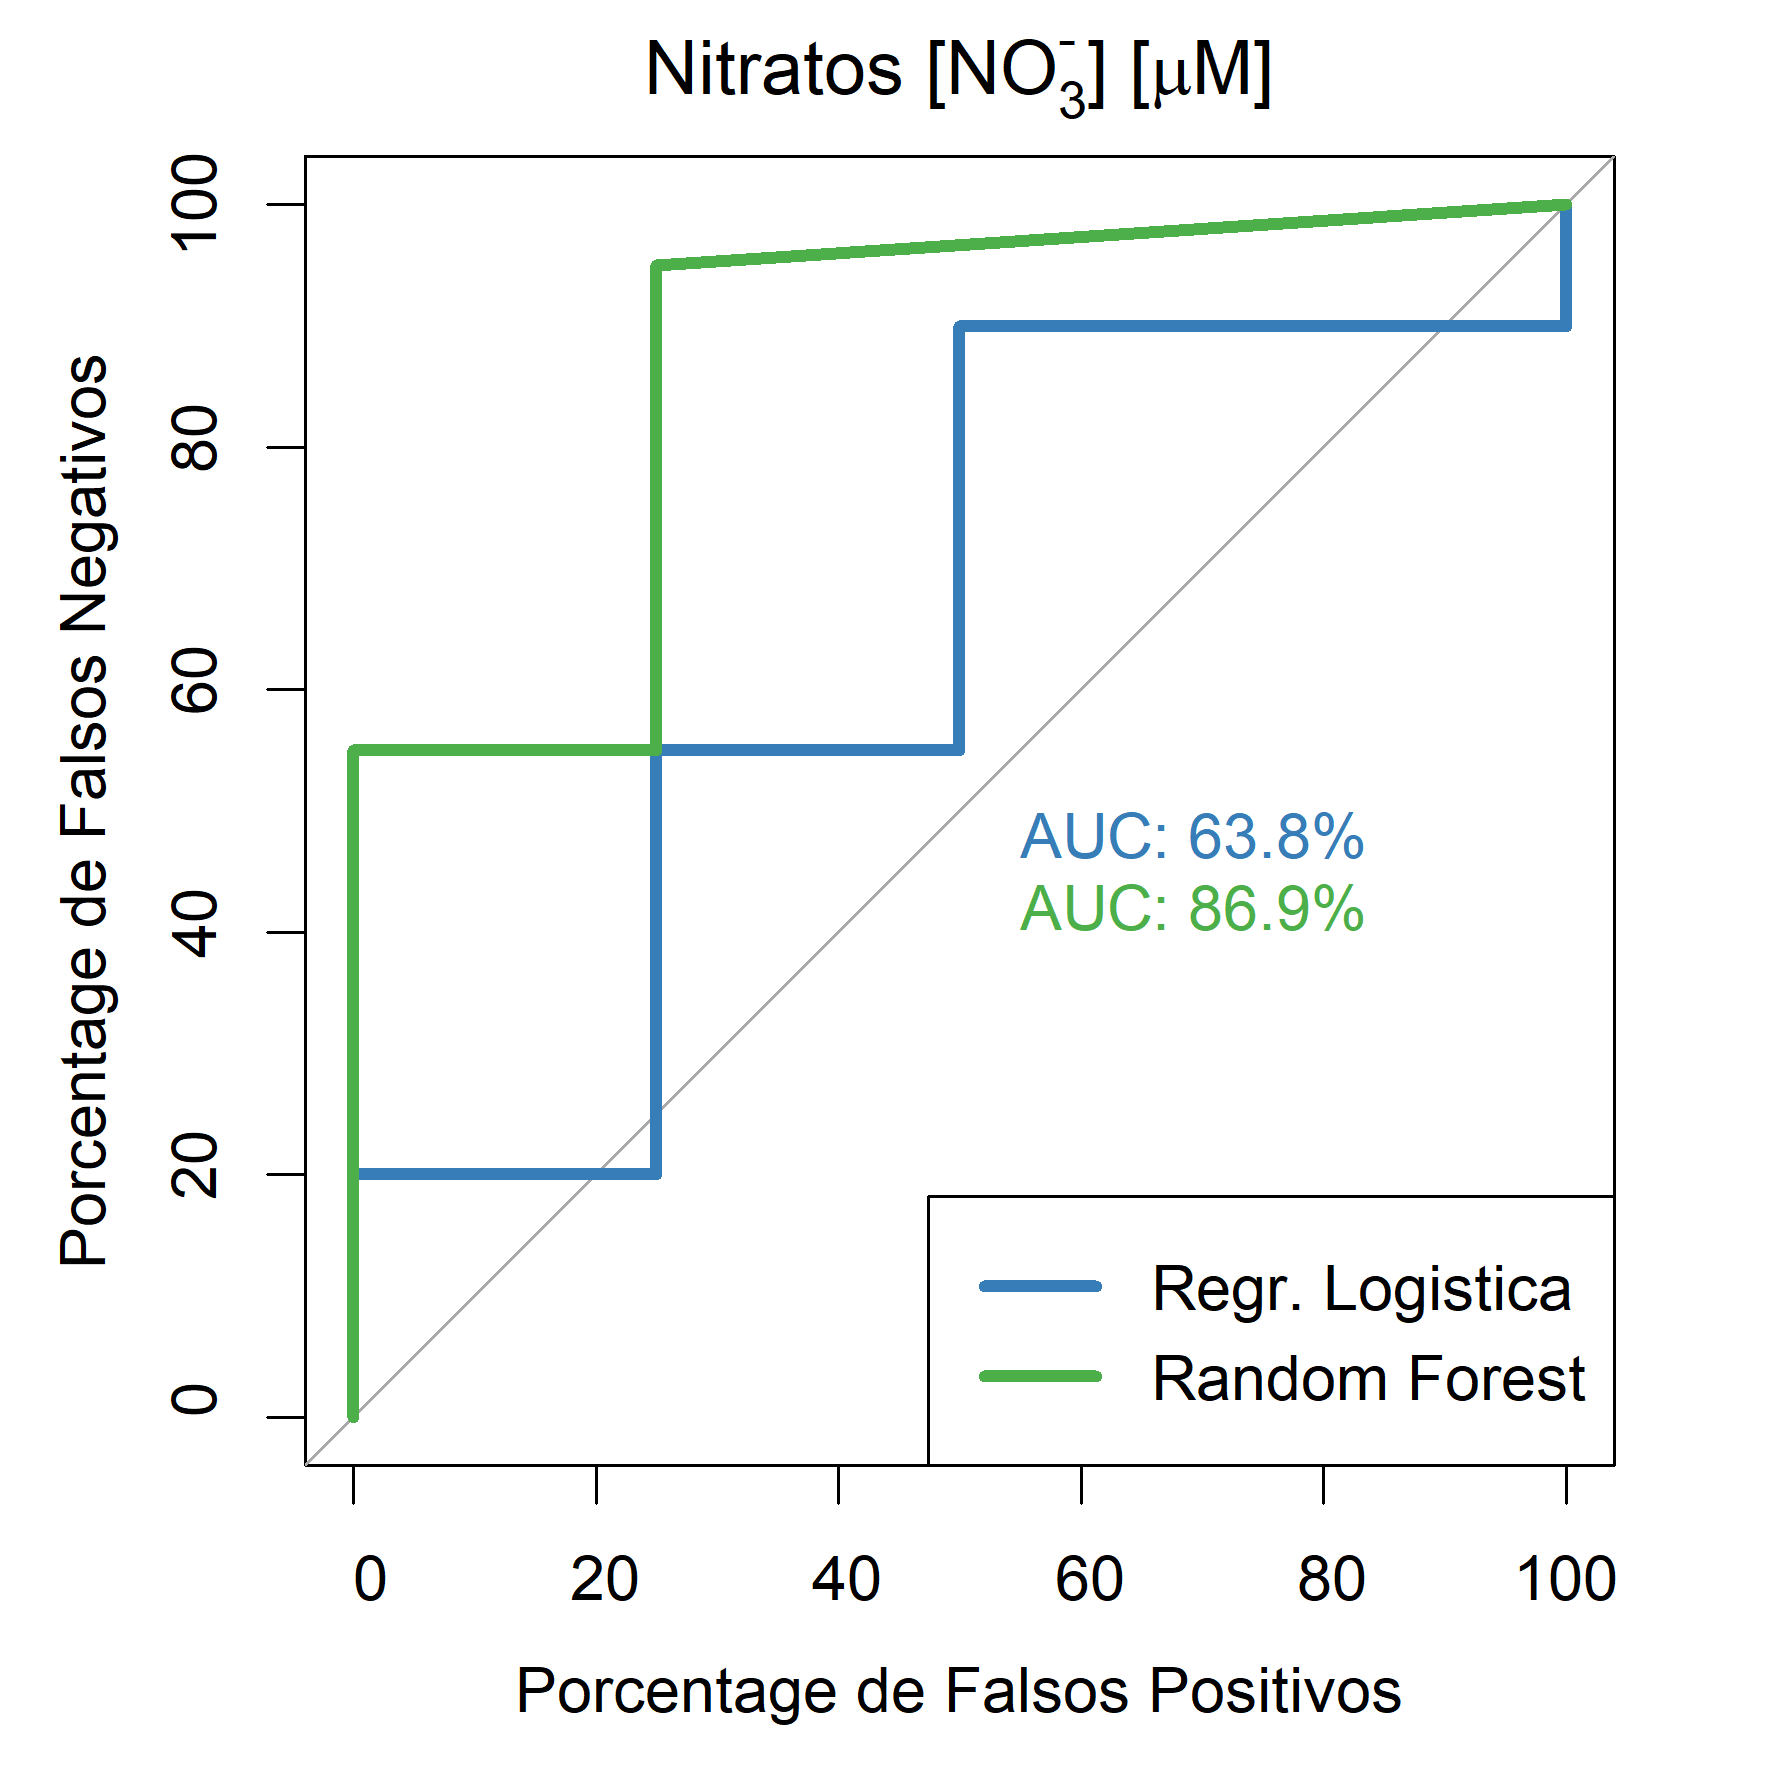 Nitratos [NO₃⁻] [μM]
Porcentage de Falsos Negativos
100
80
60
40
20
0
AUC: 63.8%
AUC: 86.9%
Regr. Logistica
Random Forest
0 20 40 60 80 100
Porcentage de Falsos Positivos